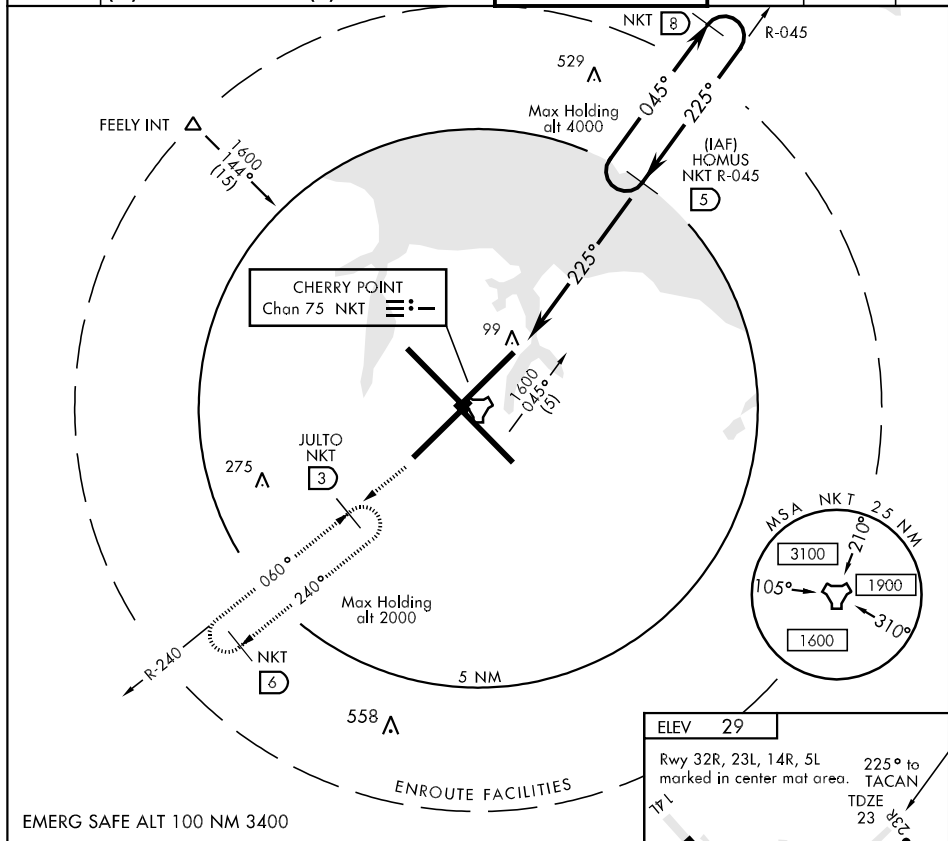 NKT 8
R-045
529
045°
225°
Max Holding
alt 4000
FEELY INT
1600
144°
(15)
(IAF)
HOMUS
NKT R-045
5
225°
CHERRY POINT
Chan 75 NKT
99
1600
045°
(5)
JULTO
NKT
3
275
060°
240°
Max Holding
alt 2000
R-240
NKT
6
5 NM
558
ENROUTE FACILITIES
MSA NKT 25 NM
210°
3100
105°
1900
310°
1600
ELEV 29
Rwy 32R, 23L, 14R, 5L
marked in center mat area.
225° to
TACAN
TDZE
23
14L
23R
EMERG SAFE ALT 100 NM 3400